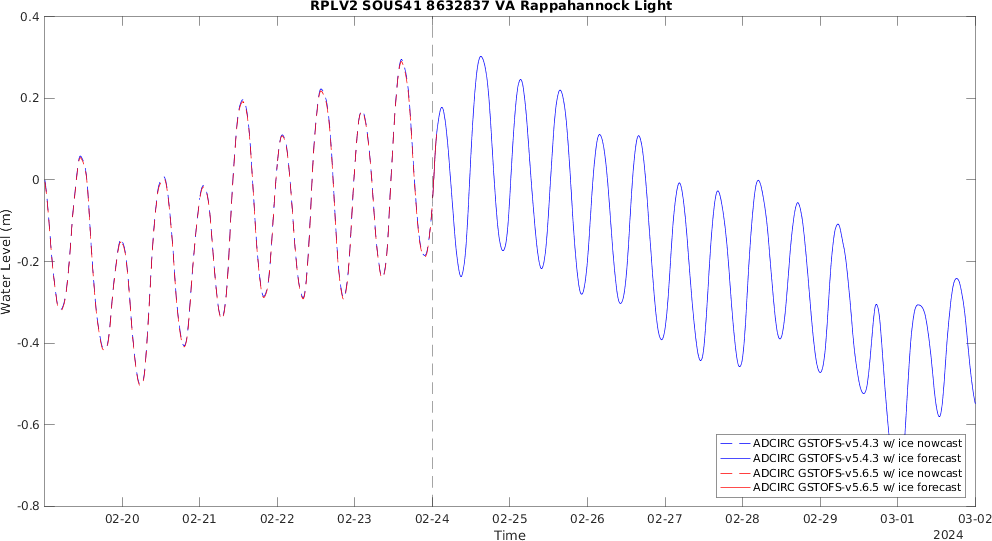 RPLV2 SOUS41 8632837 VA Rappahannock Light
0.4
0.2
0
-0.2
-0.4
-0.6
-0.8
Water Level (m)
ADCIRC GSTOFS-v5.4.3 w/ ice nowcast
ADCIRC GSTOFS-v5.4.3 w/ ice forecast
ADCIRC GSTOFS-v5.6.5 w/ ice nowcast
ADCIRC GSTOFS-v5.6.5 w/ ice forecast
02-20 02-21 02-22 02-23 02-24 02-25 02-26 02-27 02-28 02-29 03-01 03-02
Time
2024